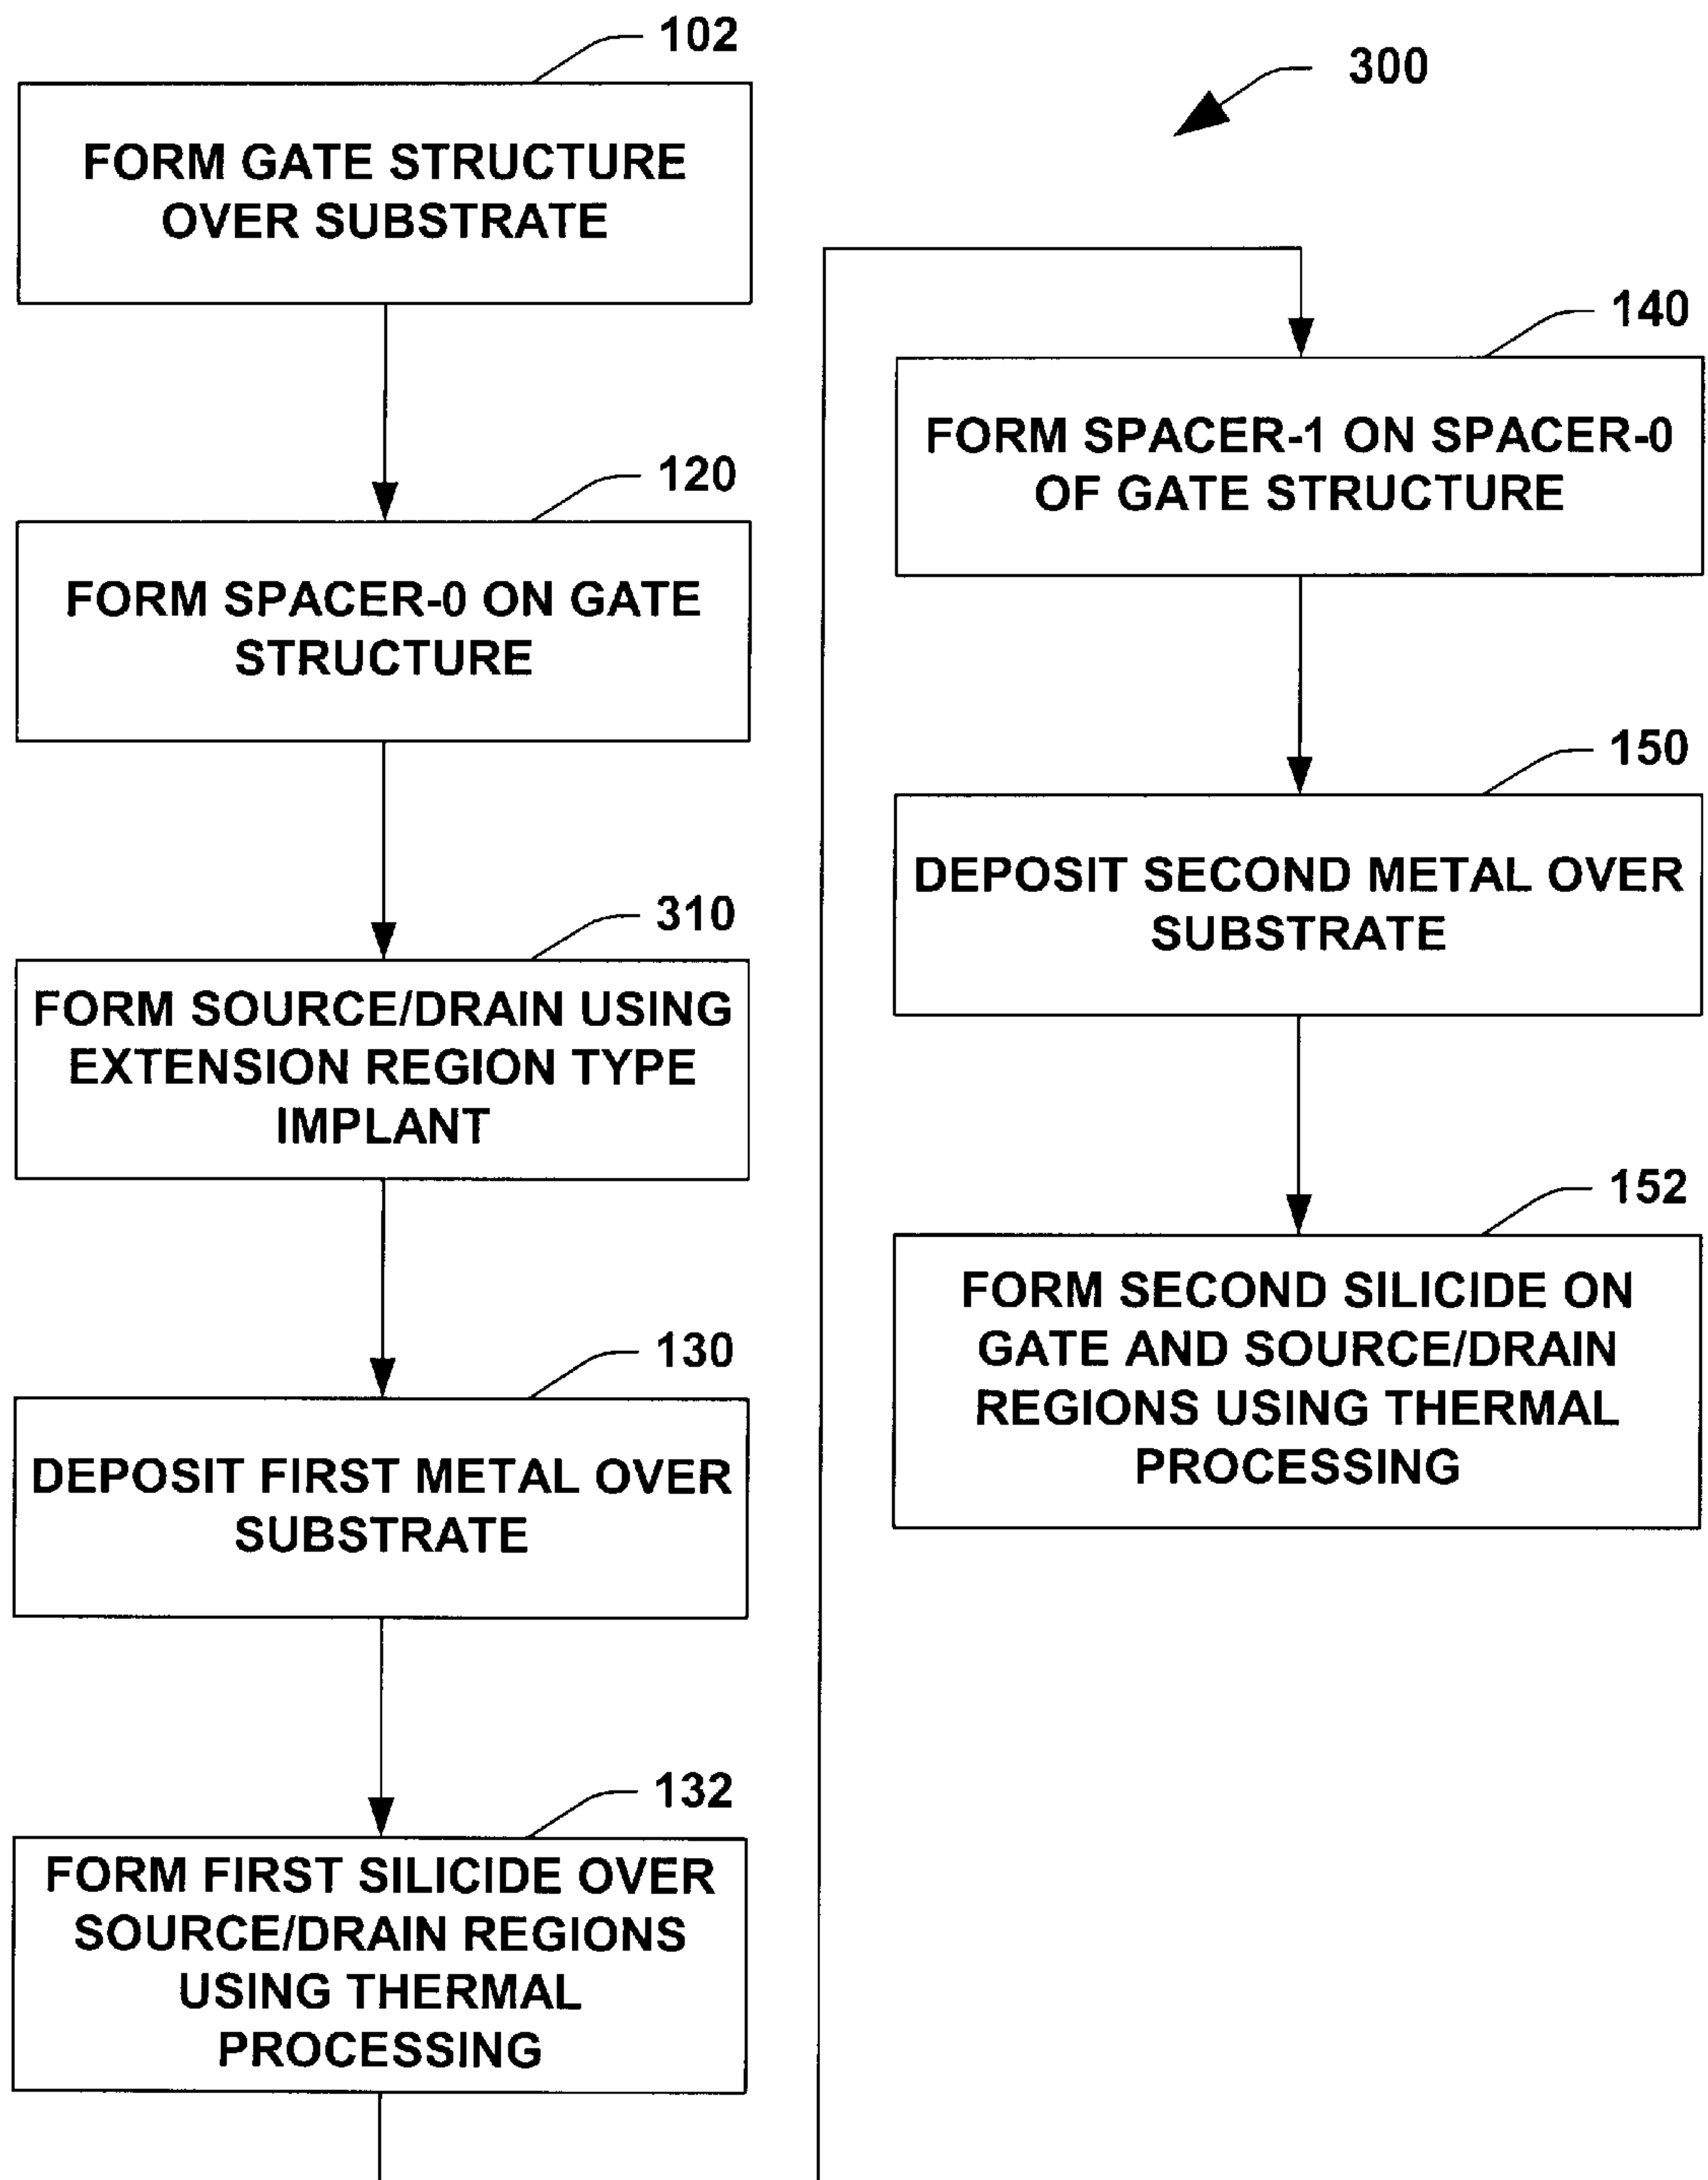 102
FORM GATE STRUCTURE
OVER SUBSTRATE
120
FORM SPACER-0 ON GATE
STRUCTURE
310
FORM SOURCE/DRAIN USING
EXTENSION REGION TYPE
IMPLANT
130
DEPOSIT FIRST METAL OVER
SUBSTRATE
132
FORM FIRST SILICIDE OVER
SOURCE/DRAIN REGIONS
USING THERMAL
PROCESSING
300
140
FORM SPACER-1 ON SPACER-0
OF GATE STRUCTURE
150
DEPOSIT SECOND METAL OVER
SUBSTRATE
152
FORM SECOND SILICIDE ON
GATE AND SOURCE/DRAIN
REGIONS USING THERMAL
PROCESSING